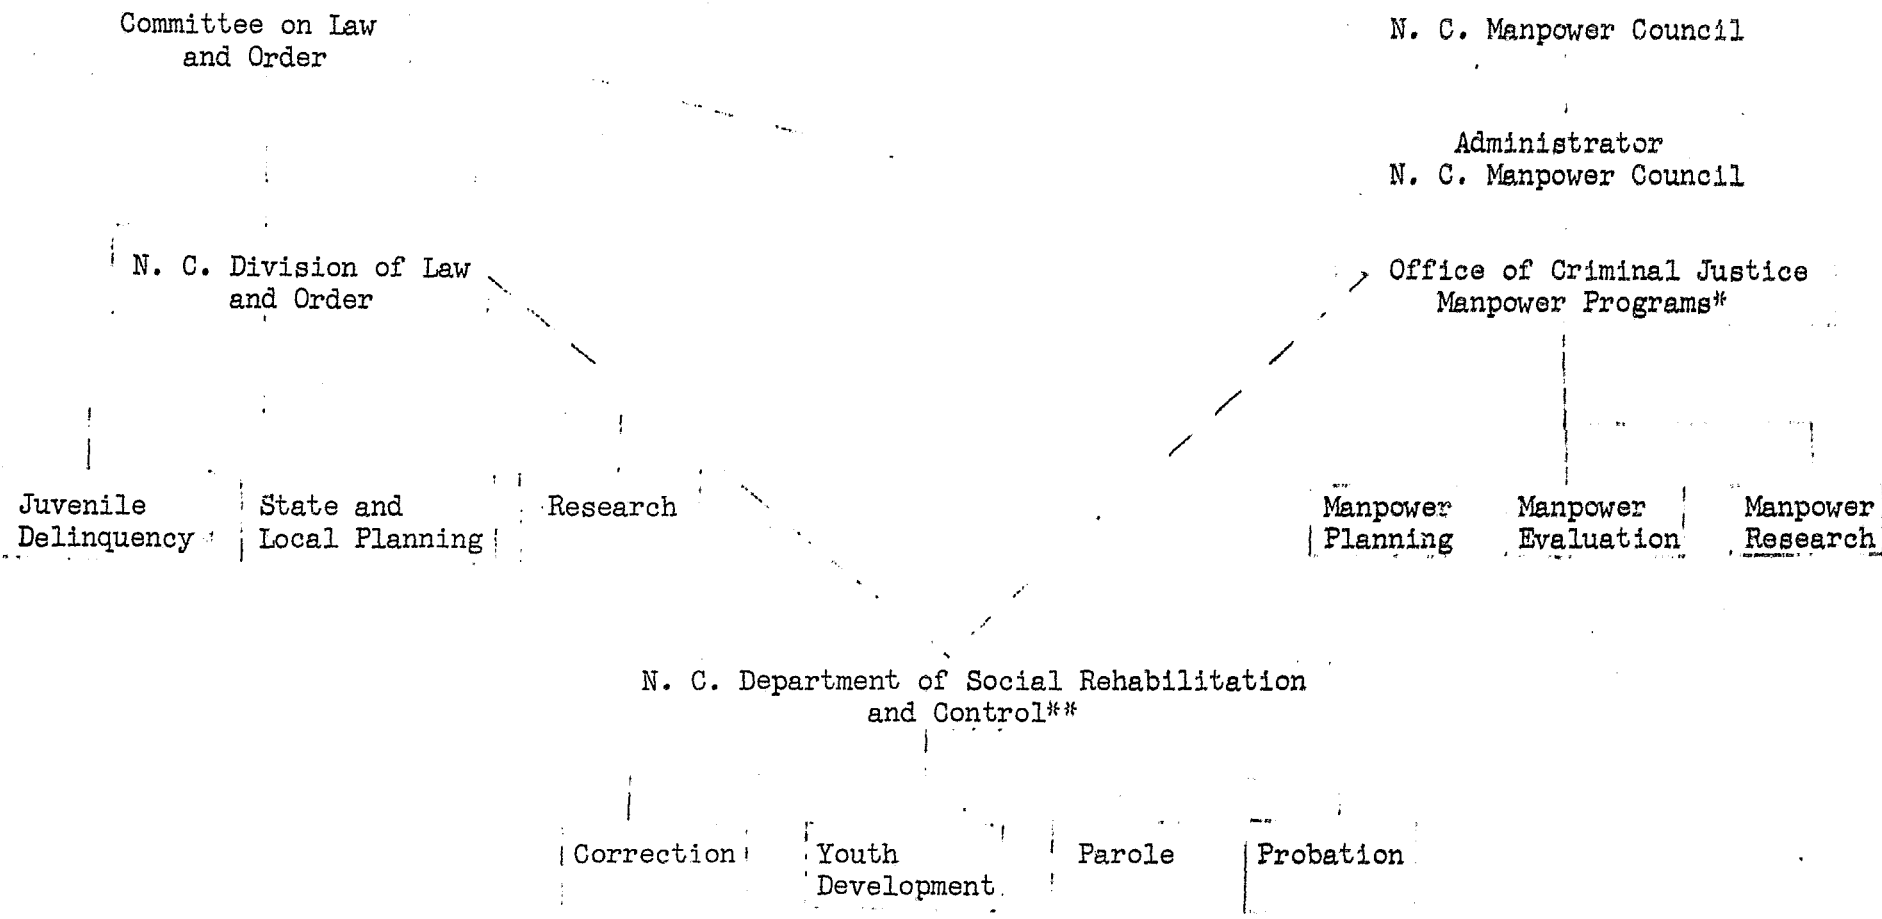 Committee on Law
and Order
N. C. Manpower Council
Administrator
N. C. Manpower Council
N. C. Division of Law
and Order
Office of Criminal Justice
Manpower Programs*
Juvenile
Delinquency
State and
Local Planning
Research
Manpower
Planning
Manpower
Evaluation
Manpower
Research
N. C. Department of Social Rehabilitation
and Control**
Correction
Youth
Development
Parole
Probation